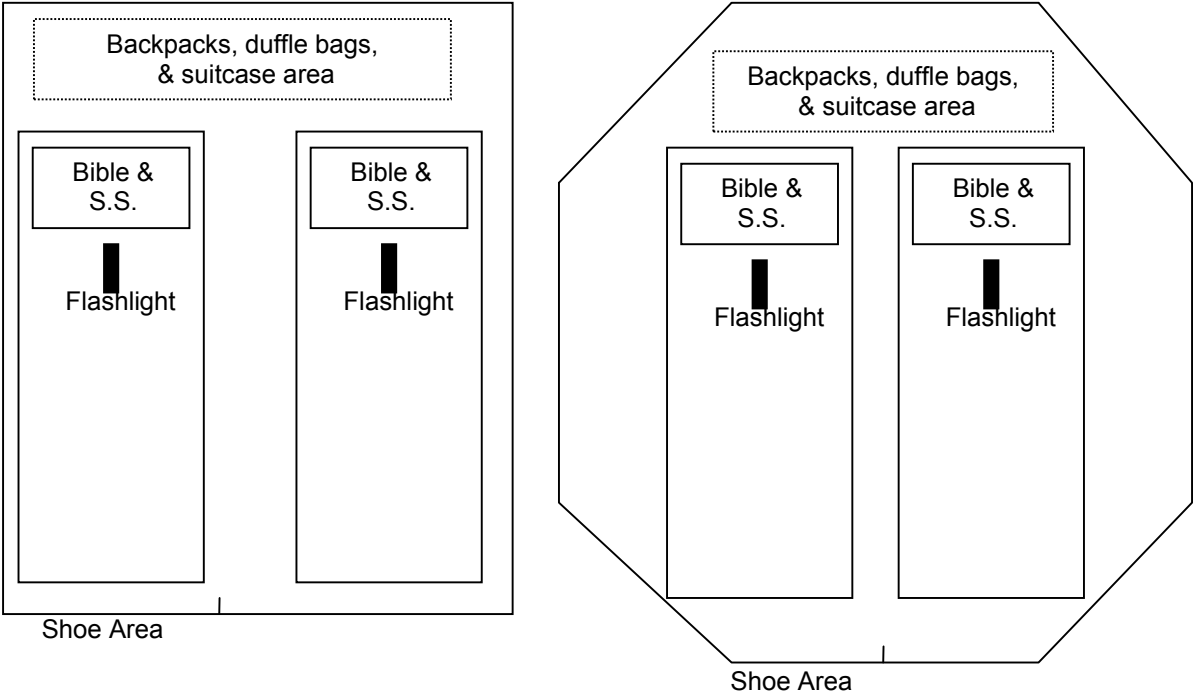 Backpacks, duffle bags,
& suitcase area
Bible &
S.S.
Flashlight
Bible &
S.S.
Flashlight
Shoe Area
Backpacks, duffle bags,
& suitcase area
Bible &
S.S.
Flashlight
Bible &
S.S.
Flashlight
Shoe Area